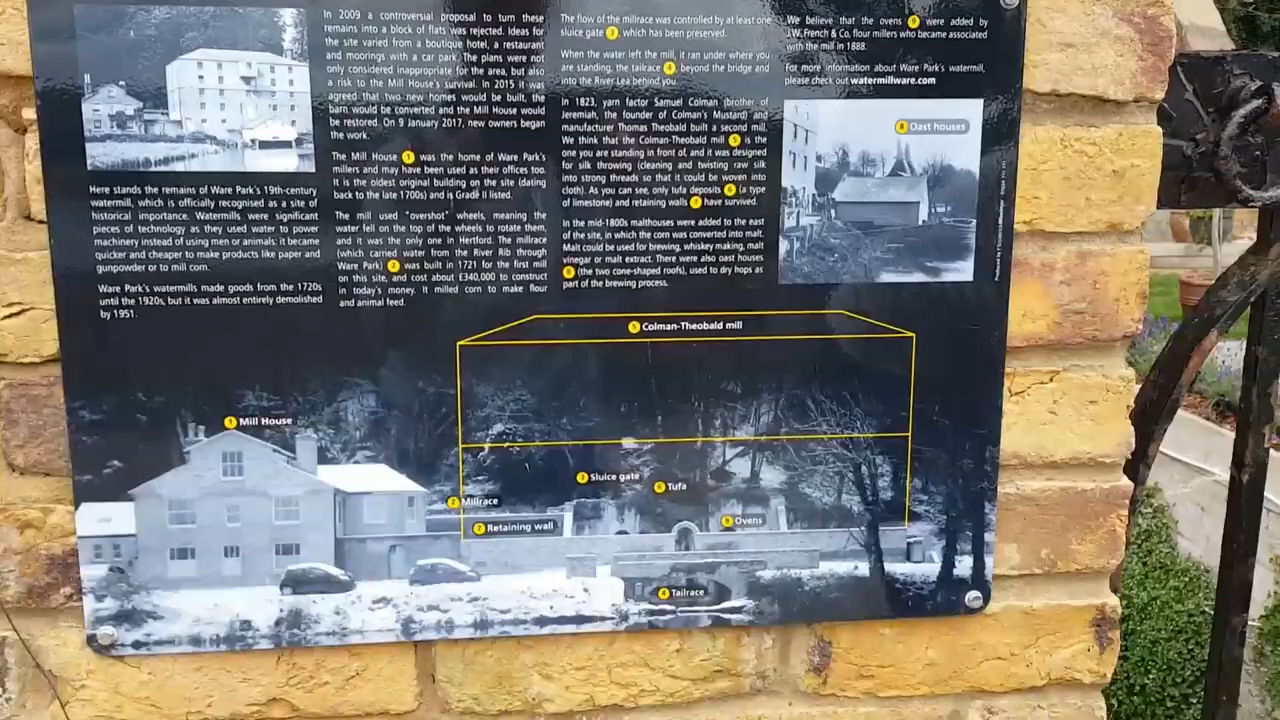 Here stands the remains of Ware Park's 19th-century
watermill, which is officially recognised as a site of
historical importance. Watermills were significant
pieces of technology as they used water to power
machinery instead of using men or animals: it became
quicker and cheaper to make products like paper and
gunpowder or to mill corn.
Ware Park's watermills made goods from the 1720s
until the 1920s, but it was almost entirely demolished
by 1951.
In 2009 a controversial proposal to turn these
remains into a block of flats was rejected. Ideas for
the site varied from a boutique hotel, a restaurant
and moorings with a car park. The plans were not
only considered inappropriate for the area, but also
a risk to the Mill House's survival. In 2015 it was
agreed that two new homes would be built, the
barn would be converted and the Mill House would
be restored. On 9 January 2017, new owners began
the work.
The Mill House 1 was the home of Ware Park's
millers and may have been used as their offices too.
It is the oldest original building on the site (dating
back to the late 1700s) and is Grade II listed.
The mill used "overshot" wheels, meaning the
water fell on the top of the wheels to rotate them,
and it was the only one in Hertford. The millrace
(which carried water from the River Rib through
Ware Park) 2 was built in 1721 for the first mill
on this site, and cost about £340,000 to construct
in today's money. It milled corn to make flour
and animal feed.
The flow of the millrace was controlled by at least one
sluice gate 3, which has been preserved.
When the water left the mill, it ran under where you
are standing, the tailrace 4, beyond the bridge and
into the River Lea behind you.
In 1823, yarn factor Samuel Colman (brother of
Jeremiah, the founder of Colman's Mustard) and
manufacturer Thomas Theobald built a second mill.
We think that the Colman-Theobald mill 5 is the
one you are standing in front of, and it was designed
for silk throwing (cleaning and twisting raw silk
into strong threads so that it could be woven into
cloth). As you can see, only tufa deposits 6 (a type
of limestone) and retaining walls 7 have survived.
In the mid-1800s malthouses were added to the east
of the site, in which the corn was converted into malt.
Malt could be used for brewing, whiskey making, malt
vinegar or malt extract. There were also oast houses
8 (the two cone-shaped roofs), used to dry hops as
part of the brewing process.
We believe that the ovens 9 were added by
J.W. French & Co, flour millers who became associated
with the mill in 1888.
For more information about Ware Park's watermill,
please check out watermillware.com
8 Oast houses
5 Colman-Theobald mill
1 Mill House
3 Sluice gate
6 Tufa
2 Millrace
7 Retaining wall
9 Ovens
4 Tailrace